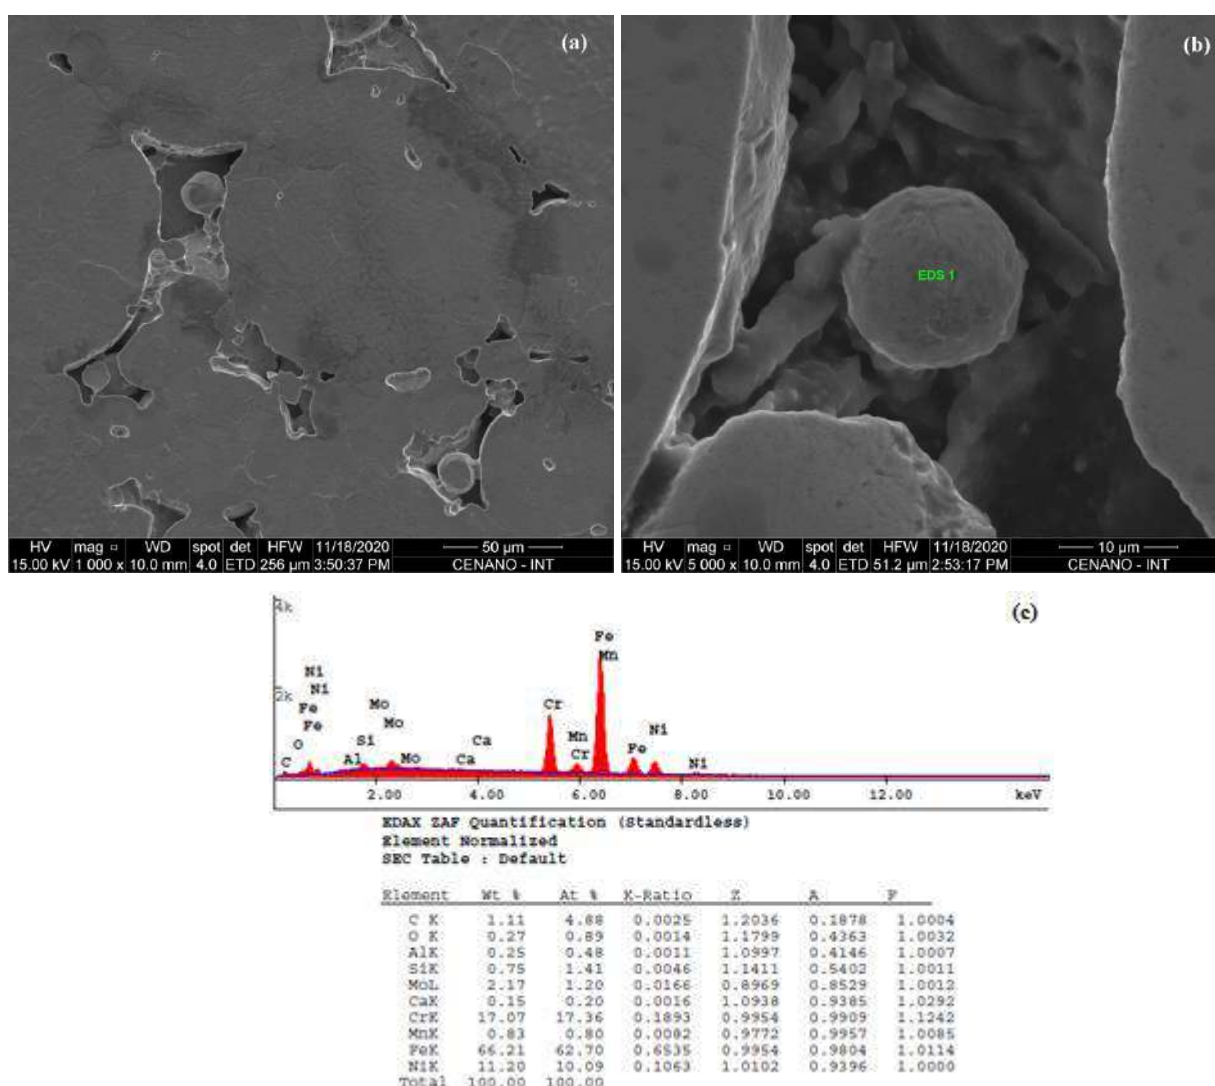 (a)
HV mag □ WD spot det HFW 11/18/2020 50 µm
15.00 kV 1 000 x 10.0 mm 4.0 ETD 256 µm 3:50:37 PM CENANO - INT
(b)
EDS 1
HV mag □ WD spot det HFW 11/18/2020 10 µm
15.00 kV 5 000 x 10.0 mm 4.0 ETD 51.2 µm 2:53:17 PM CENANO - INT
(c)
4k
2k
Fe
Mn
Ni
Ni
Fe
Fe
O
C
Mo
Mo
Si
Al
Mo
Ca
Ca
Cr
Mn
Cr
Ni
Fe
Ni
2.00 4.00 6.00 8.00 10.00 12.00 keV
EDAX ZAF Quantification (Standardless)
Element Normalized
SEC Table : Default
Element Wt % At % K-Ratio Z A F
C K 1.11 4.88 0.0025 1.2036 0.1878 1.0004
O K 0.27 0.89 0.0014 1.1799 0.4363 1.0032
AlK 0.25 0.48 0.0011 1.0997 0.4146 1.0007
SiK 0.75 1.41 0.0046 1.1411 0.5402 1.0011
MoL 2.17 1.20 0.0166 0.8969 0.8529 1.0012
CaK 0.15 0.20 0.0016 1.0938 0.9385 1.0292
CrK 17.07 17.36 0.1893 0.9954 0.9909 1.1242
MnK 0.83 0.80 0.0082 0.9772 0.9957 1.0085
FeK 66.21 62.70 0.6535 0.9954 0.9804 1.0114
NiK 11.20 10.09 0.1063 1.0102 0.9396 1.0000
Total 100.00 100.00